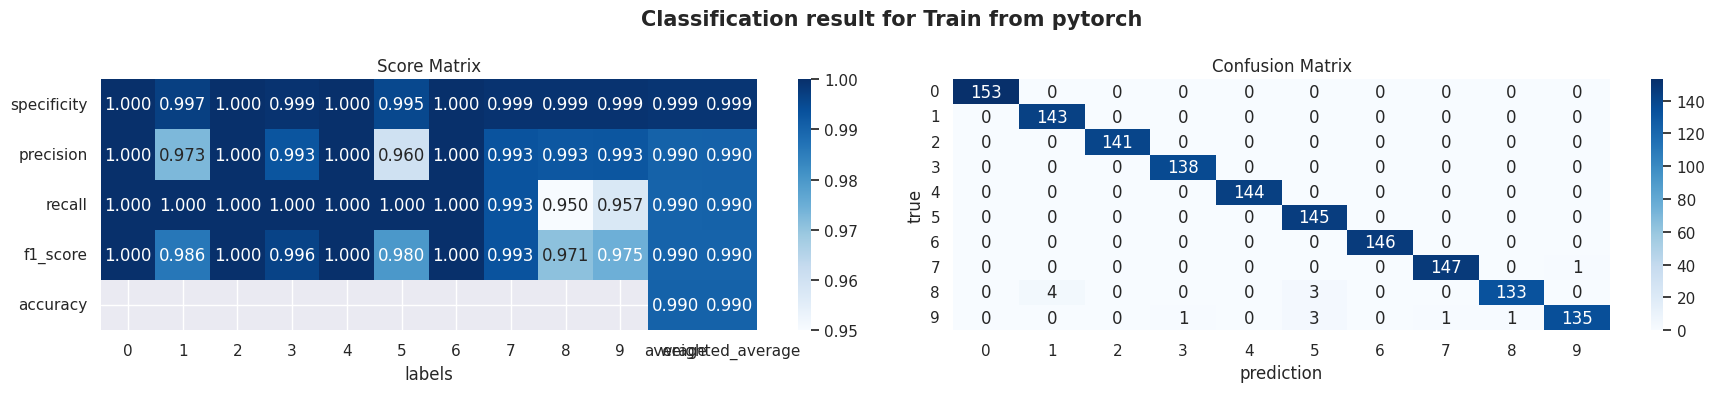 Classification result for Train from pytorch
Score Matrix
specificity 1.000 0.997 1.000 0.999 1.000 0.995 1.000 0.999 0.999 0.999 0.999 0.999
precision 1.000 0.973 1.000 0.993 1.000 0.960 1.000 0.993 0.993 0.993 0.990 0.990
recall 1.000 1.000 1.000 1.000 1.000 1.000 1.000 0.993 0.950 0.957 0.990 0.990
f1_score 1.000 0.986 1.000 0.996 1.000 0.980 1.000 0.993 0.971 0.975 0.990 0.990
accuracy 0.990 0.990
0 1 2 3 4 5 6 7 8 9 average weighted_average
labels
1.00
0.99
0.98
0.97
0.96
0.95
Confusion Matrix
true
0 153 0 0 0 0 0 0 0 0 0
1 0 143 0 0 0 0 0 0 0 0
2 0 0 141 0 0 0 0 0 0 0
3 0 0 0 138 0 0 0 0 0 0
4 0 0 0 0 144 0 0 0 0 0
5 0 0 0 0 0 145 0 0 0 0
6 0 0 0 0 0 0 146 0 0 0
7 0 0 0 0 0 0 0 147 0 1
8 0 4 0 0 0 3 0 0 133 0
9 0 0 0 1 0 3 0 1 1 135
0 1 2 3 4 5 6 7 8 9
prediction
140
120
100
80
60
40
20
0